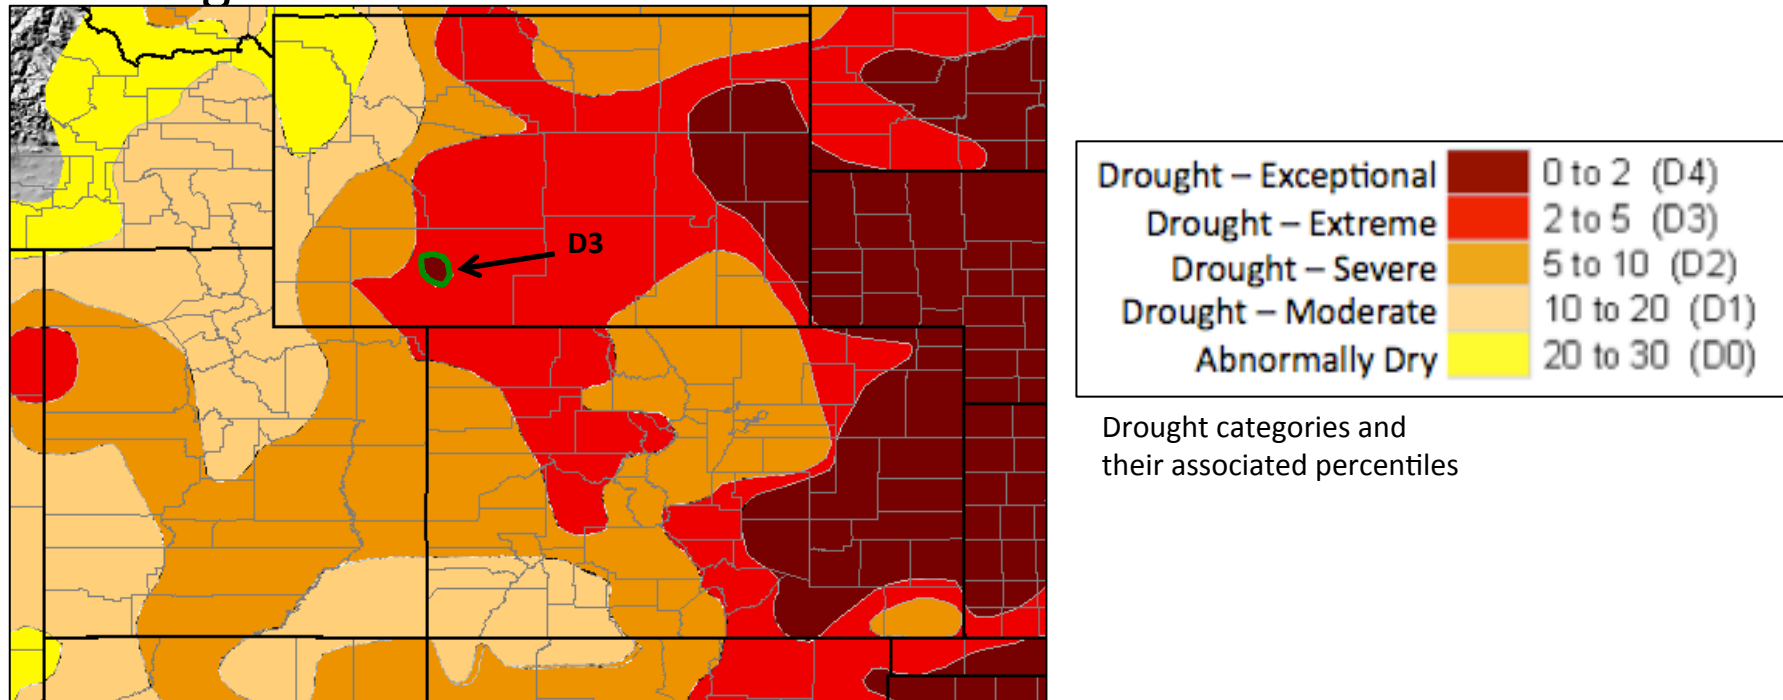 D3
Drought – Exceptional 0 to 2 (D4)
Drought – Extreme 2 to 5 (D3)
Drought – Severe 5 to 10 (D2)
Drought – Moderate 10 to 20 (D1)
Abnormally Dry 20 to 30 (D0)
Drought categories and
their associated percentiles